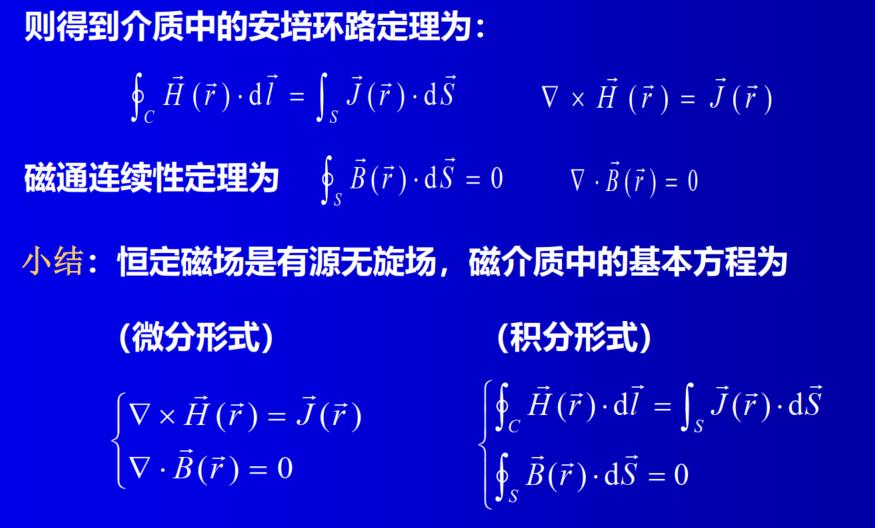 则得到介质中的安培环路定理为：
$\oint_C \vec{H}(\vec{r})\cdot \mathrm{d}\vec{l} = \int_S \vec{J}(\vec{r})\cdot \mathrm{d}\vec{S}$ $\nabla \times \vec{H}(\vec{r}) = \vec{J}(\vec{r})$
磁通连续性定理为 $\oint_S \vec{B}(\vec{r})\cdot \mathrm{d}\vec{S} = 0$ $\nabla \cdot \vec{B}(\vec{r}) = 0$
小结：恒定磁场是有源无旋场，磁介质中的基本方程为
（微分形式） （积分形式）
$\begin{cases} \nabla \times \vec{H}(\vec{r}) = \vec{J}(\vec{r}) \\ \nabla \cdot \vec{B}(\vec{r}) = 0 \end{cases}$ $\begin{cases} \oint_C \vec{H}(\vec{r})\cdot \mathrm{d}\vec{l} = \int_S \vec{J}(\vec{r})\cdot \mathrm{d}\vec{S} \\ \oint_S \vec{B}(\vec{r})\cdot \mathrm{d}\vec{S} = 0 \end{cases}$